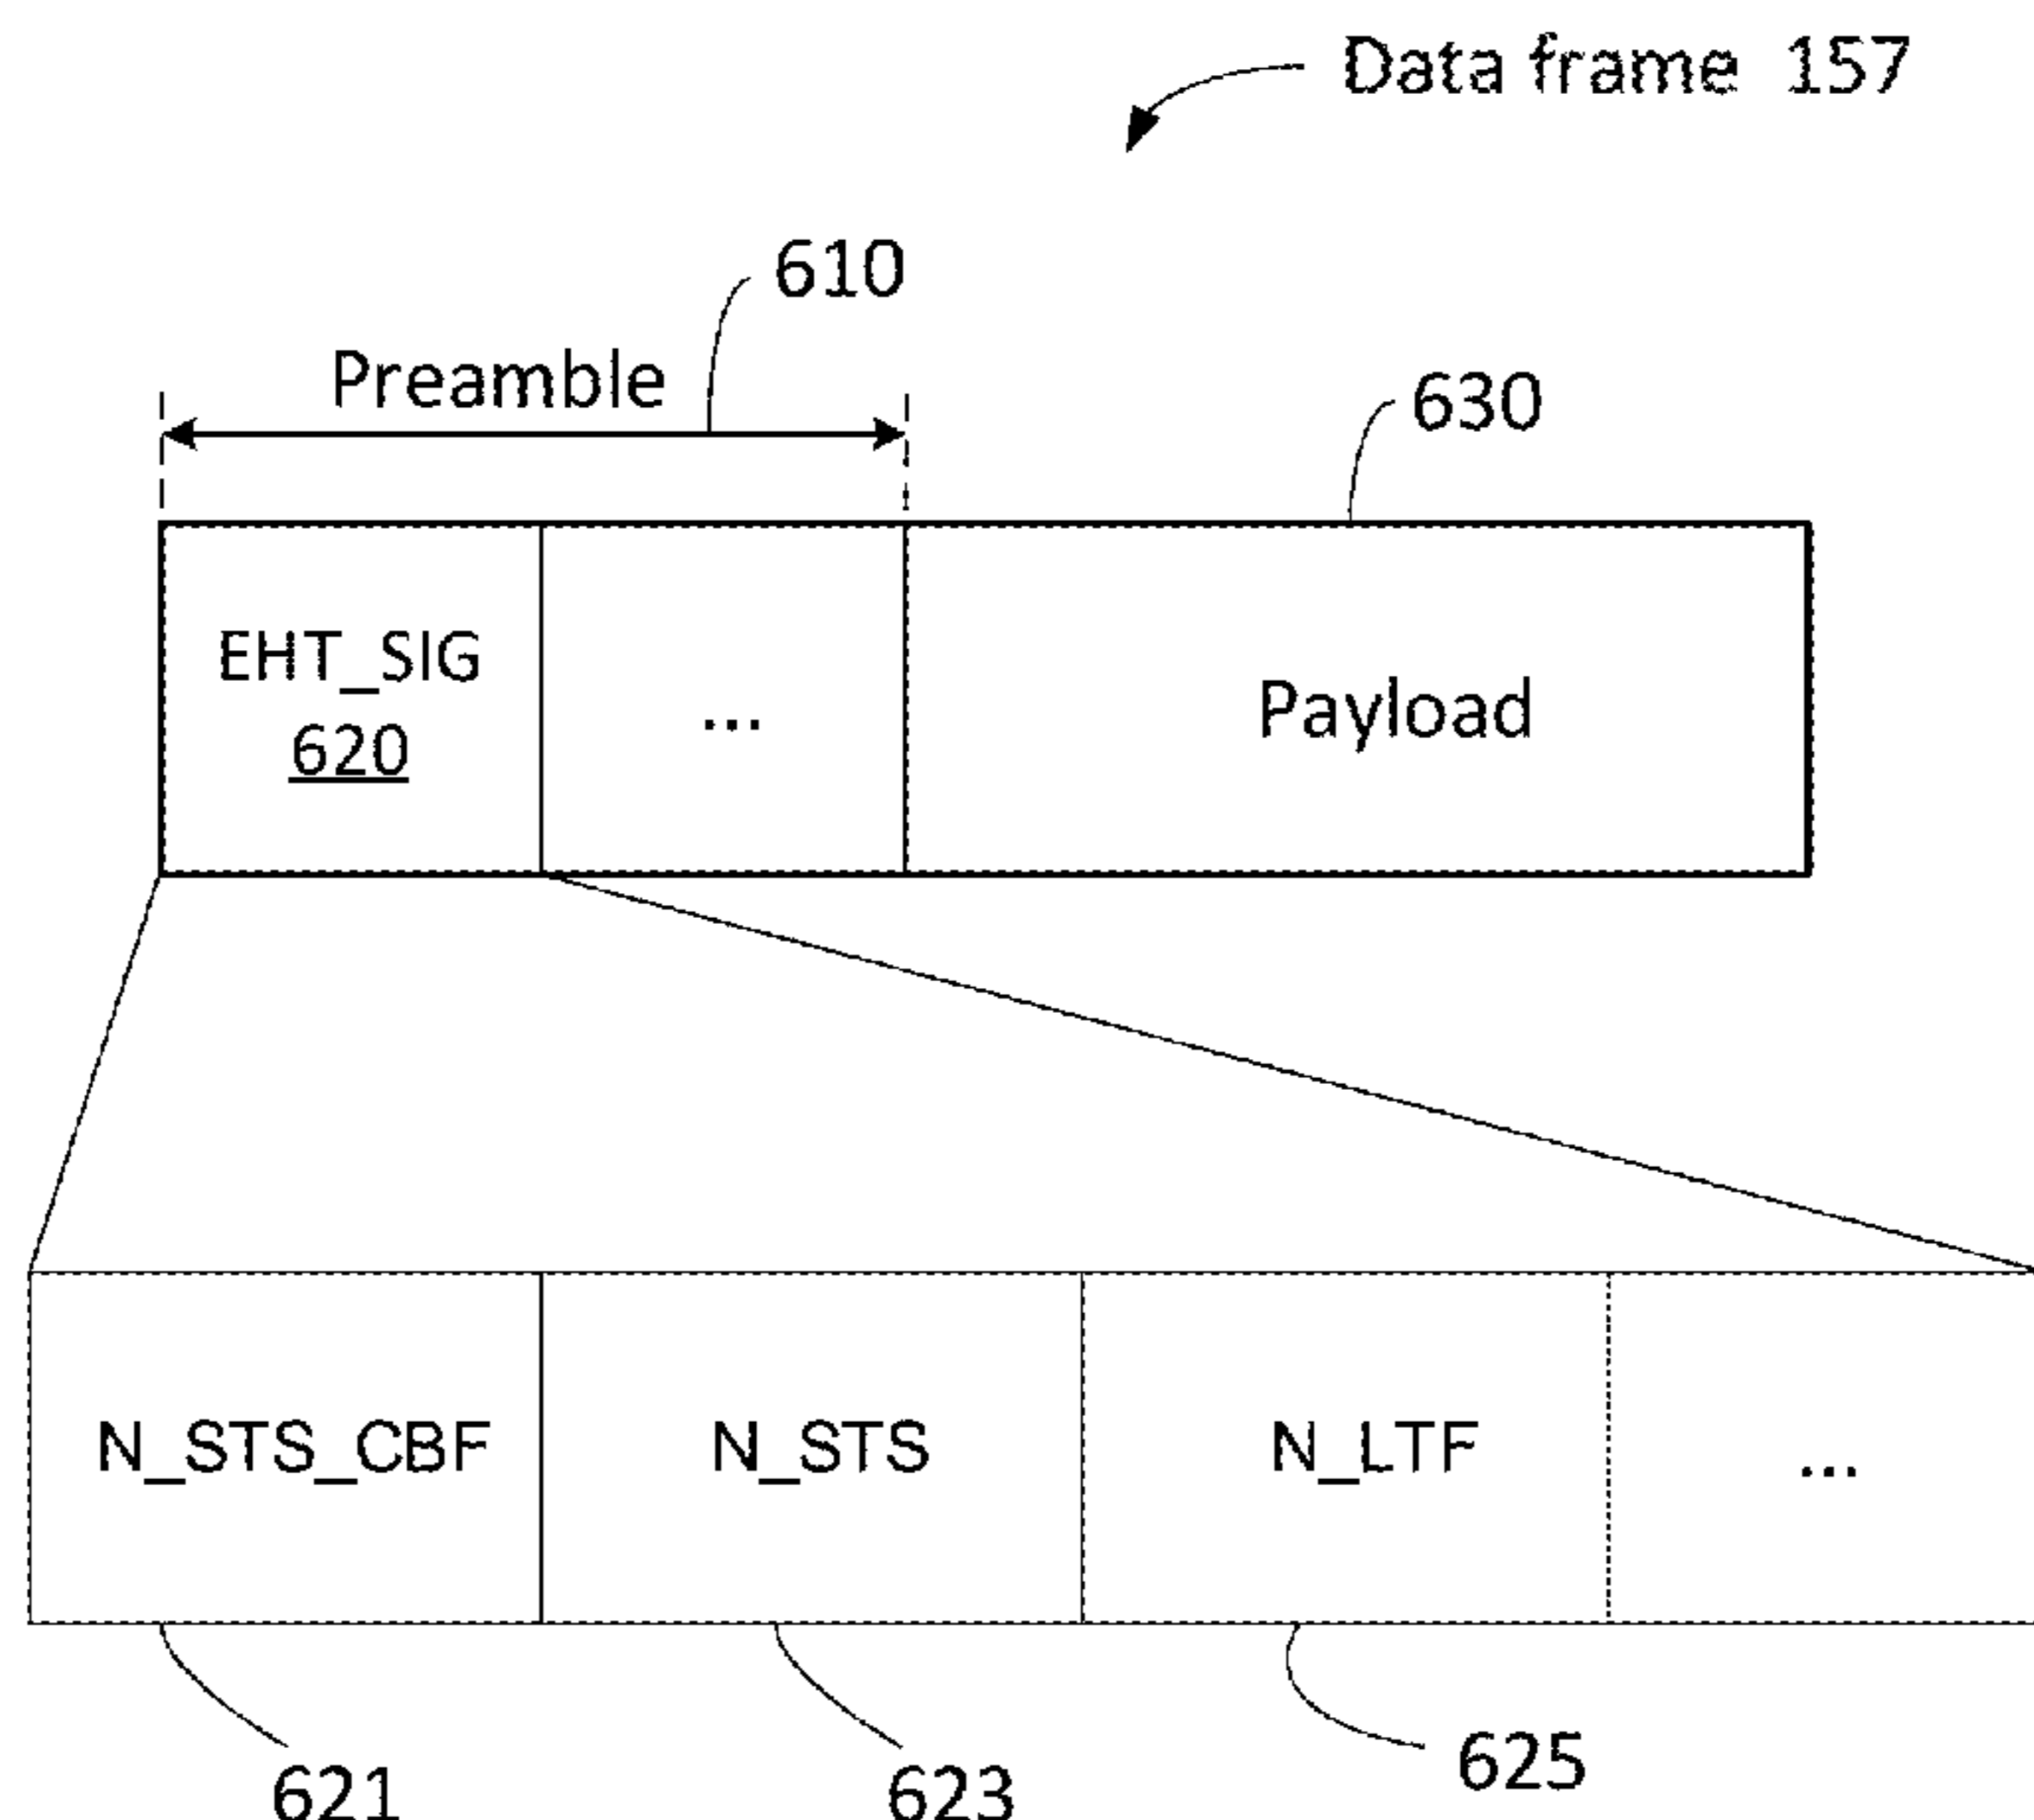 Data frame 157
610
Preamble
630
EHT_SIG
620
...
Payload
N_STS_CBF
N_STS
N_LTF
...
621
623
625